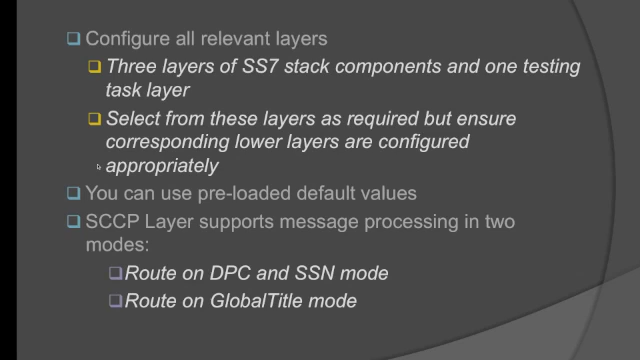 Configure all relevant layers
Three layers of SS7 stack components and one testing
task layer
Select from these layers as required but ensure
corresponding lower layers are configured
appropriately
You can use pre-loaded default values
SCCP Layer supports message processing in two
modes:
Route on DPC and SSN mode
Route on GlobalTitle mode